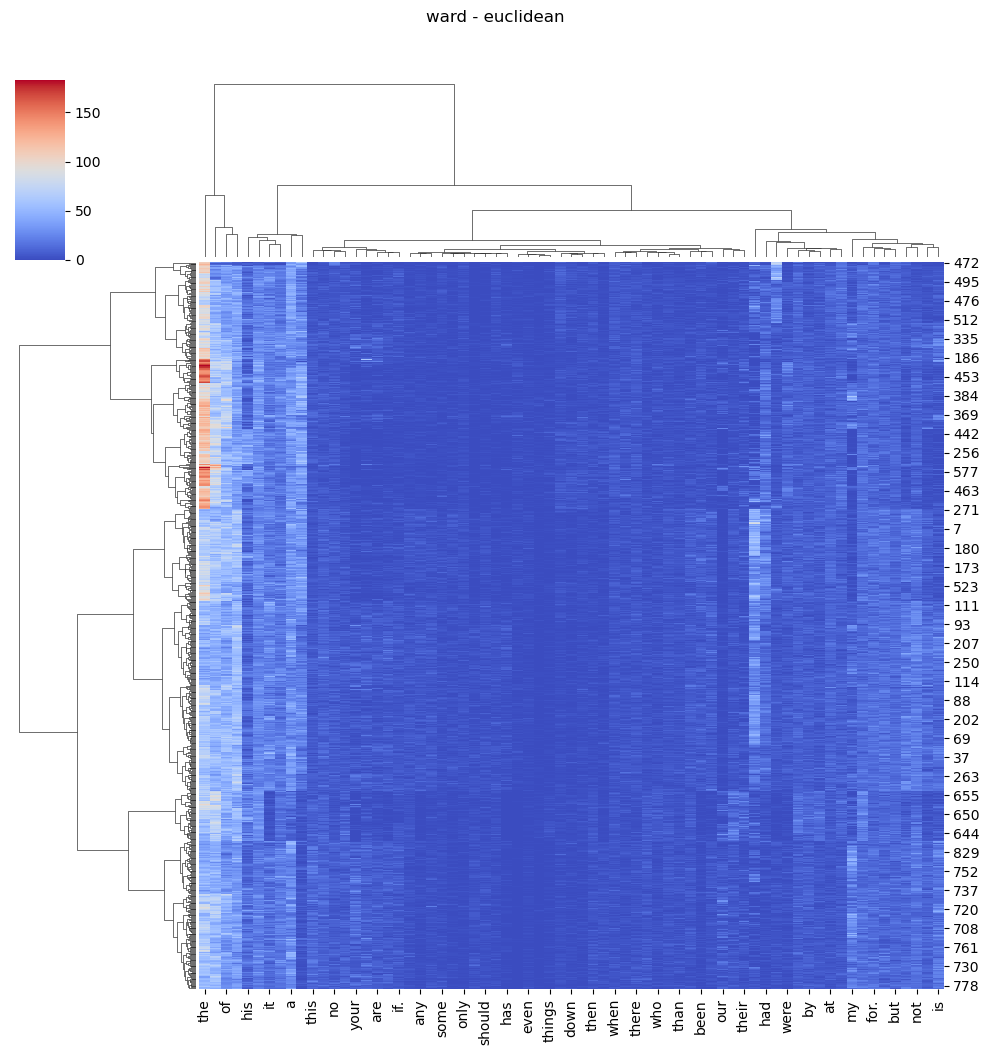 ward - euclidean
150
100
50
0
472
495
476
512
335
186
453
384
369
442
256
577
463
271
7
180
173
523
111
93
207
250
114
88
202
69
37
263
655
650
644
829
752
737
720
708
761
730
778
the
of
his
it
a
this
no
your
are
if.
any
some
only
should
has
even
things
down
then
when
there
who
than
been
our
their
had
were
by
at
my
for.
but
not
is